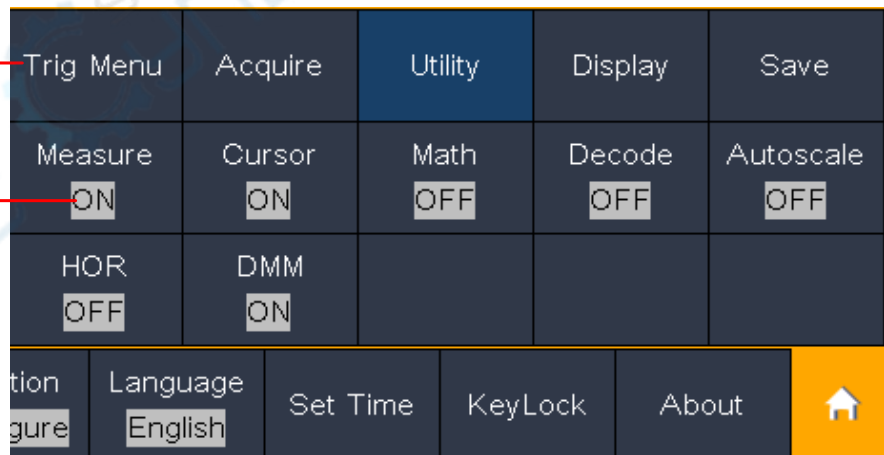 Trig Menu Acquire Utility Display Save
Measure Cursor Math Decode Autoscale
ON ON OFF OFF OFF
HOR DMM
OFF ON
tion Language Set Time KeyLock About
gure English